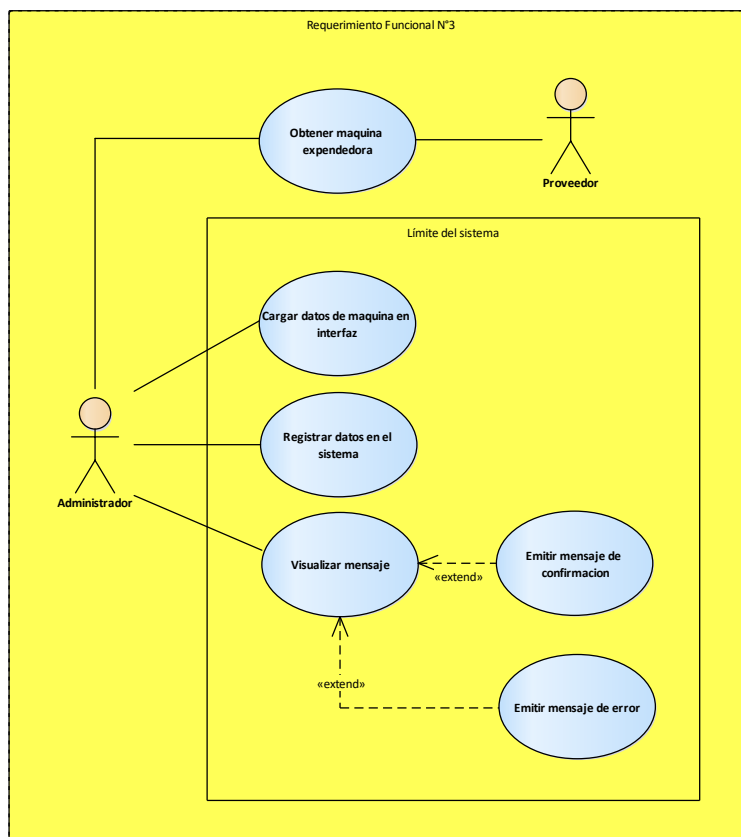 Requerimiento Funcional N°3
Obtener maquina
expendedora
Proveedor
Límite del sistema
Cargar datos de maquina en
interfaz
Registrar datos en el
sistema
Administrador
Visualizar mensaje
Emitir mensaje de
confirmacion
«extend»
«extend»
Emitir mensaje de error